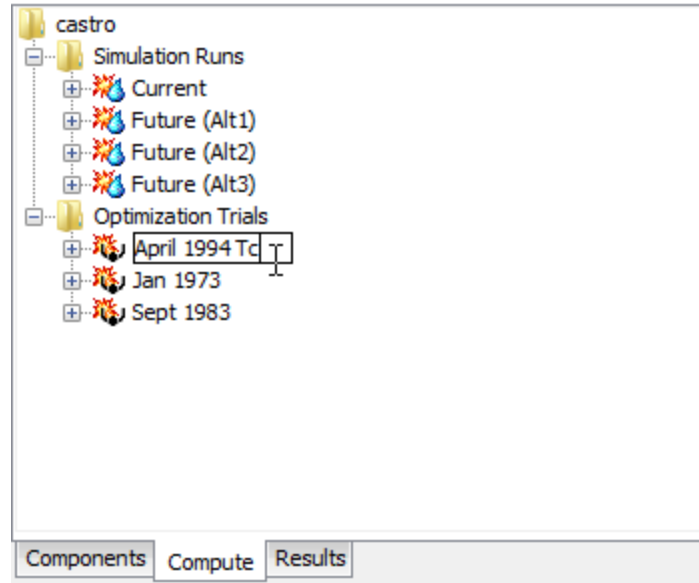 castro
Simulation Runs
Current
Future (Alt1)
Future (Alt2)
Future (Alt3)
Optimization Trials
April 1994 Tc
Jan 1973
Sept 1983
Components Compute Results